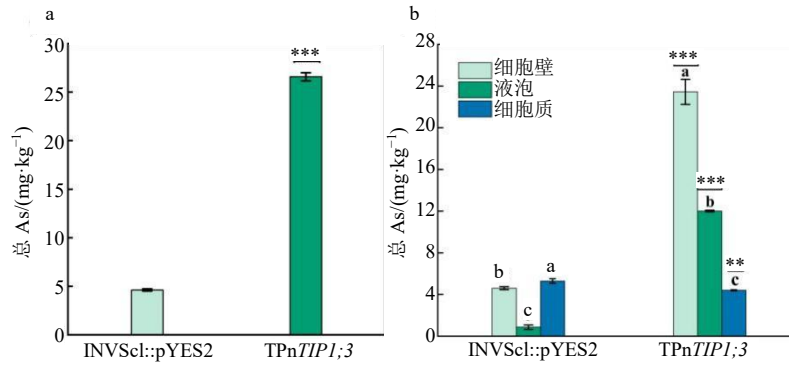 a
总 As/(mg·kg⁻¹)
30
25
20
15
10
5
0
***
INVScl::pYES2
TPnTIP1;3
b
总 As/(mg·kg⁻¹)
28
24
20
16
12
8
4
0
细胞壁
液泡
细胞质
b
c
a
***
a
***
b
**
c
INVScl::pYES2
TPnTIP1;3